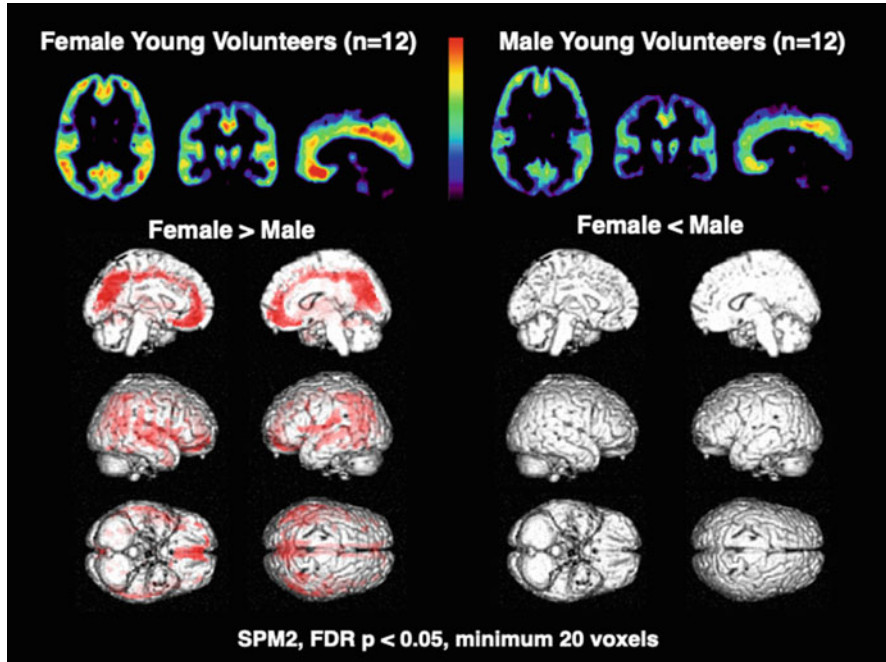 Female Young Volunteers (n=12)
Male Young Volunteers (n=12)
Female > Male
Female < Male
SPM2, FDR p < 0.05, minimum 20 voxels